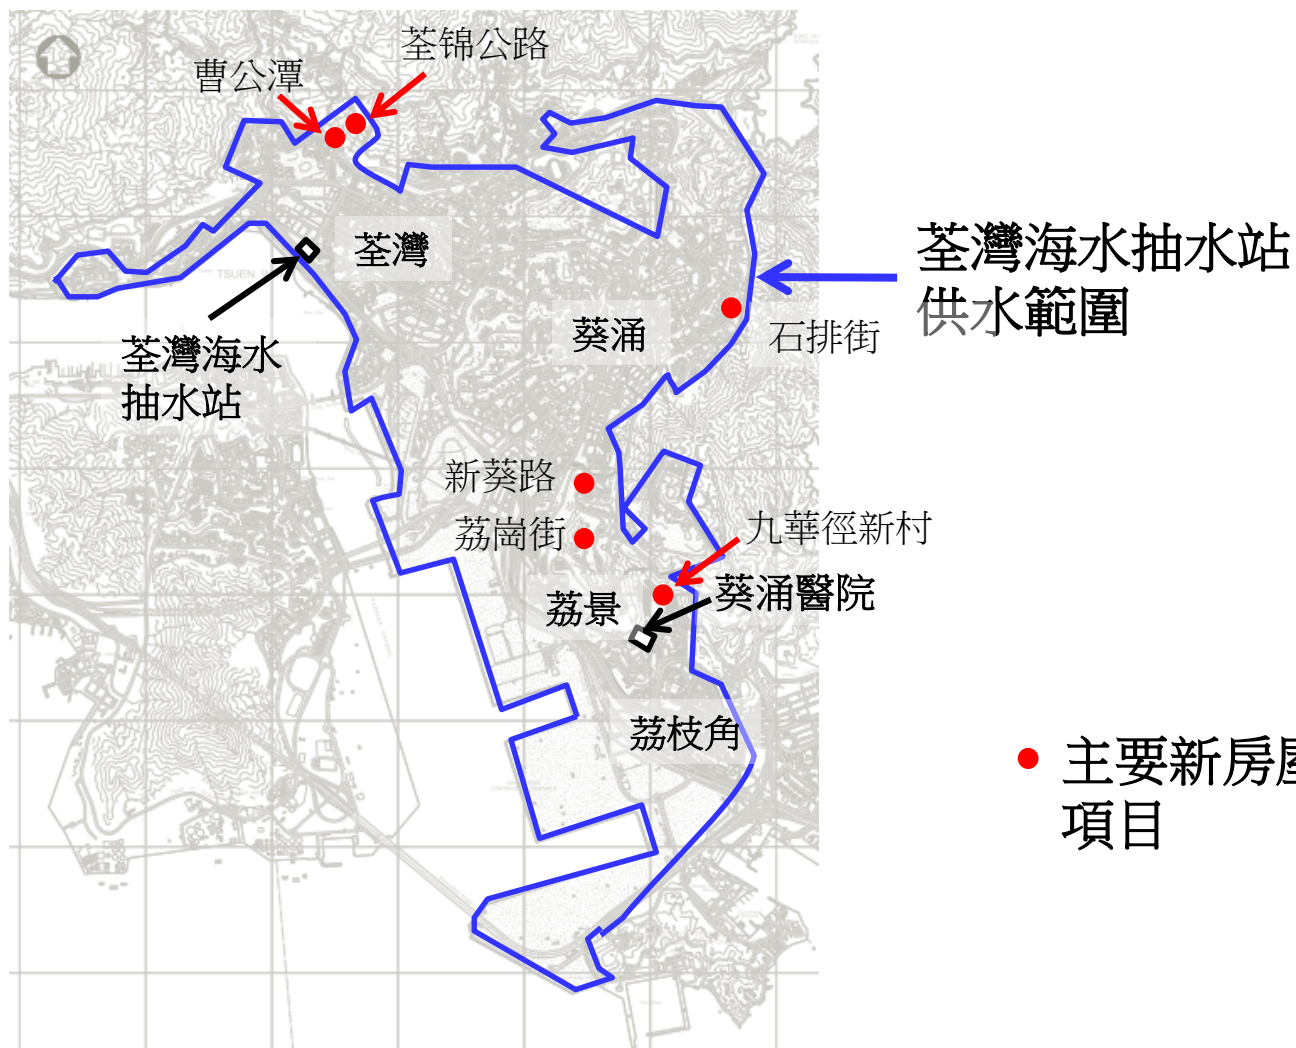 荃锦公路
曹公潭
荃灣
TSUEN
荃灣海水抽水站
供水範圍
葵涌
石排街
荃灣海水
抽水站
新葵路
荔崗街
九華徑新村
葵涌醫院
荔景
荔枝角
主要新房屋
項目